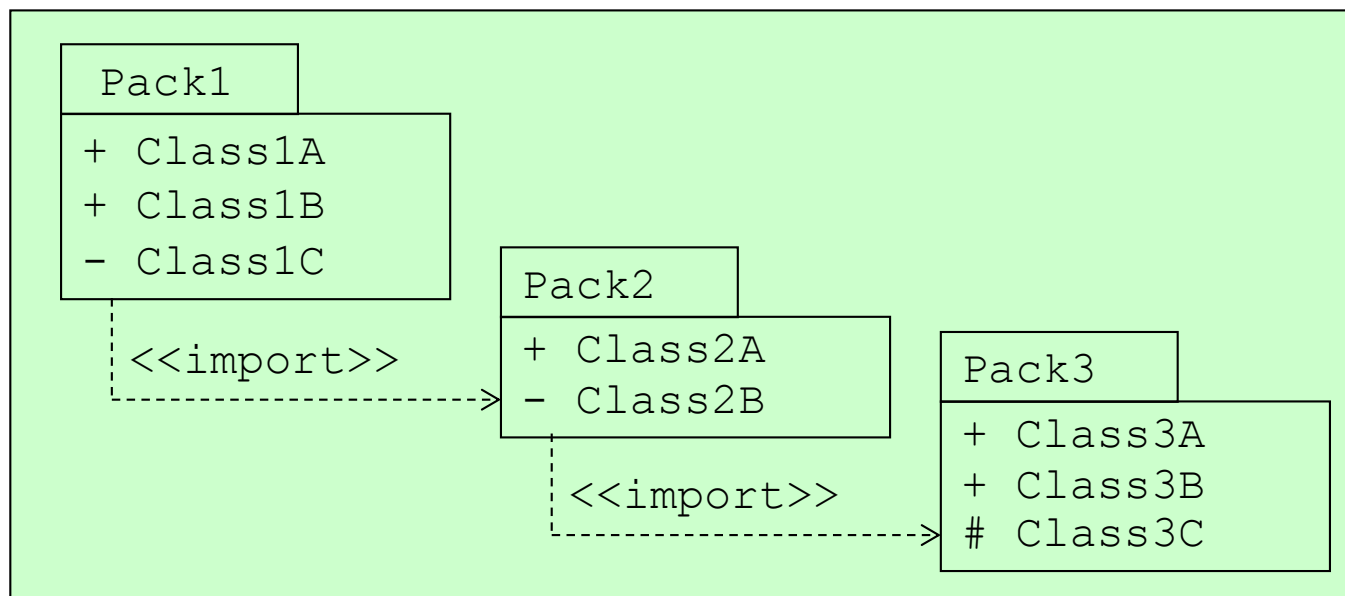 Pack1
+ Class1A
+ Class1B
- Class1C
<<import>>
Pack2
+ Class2A
- Class2B
<<import>>
Pack3
+ Class3A
+ Class3B
# Class3C